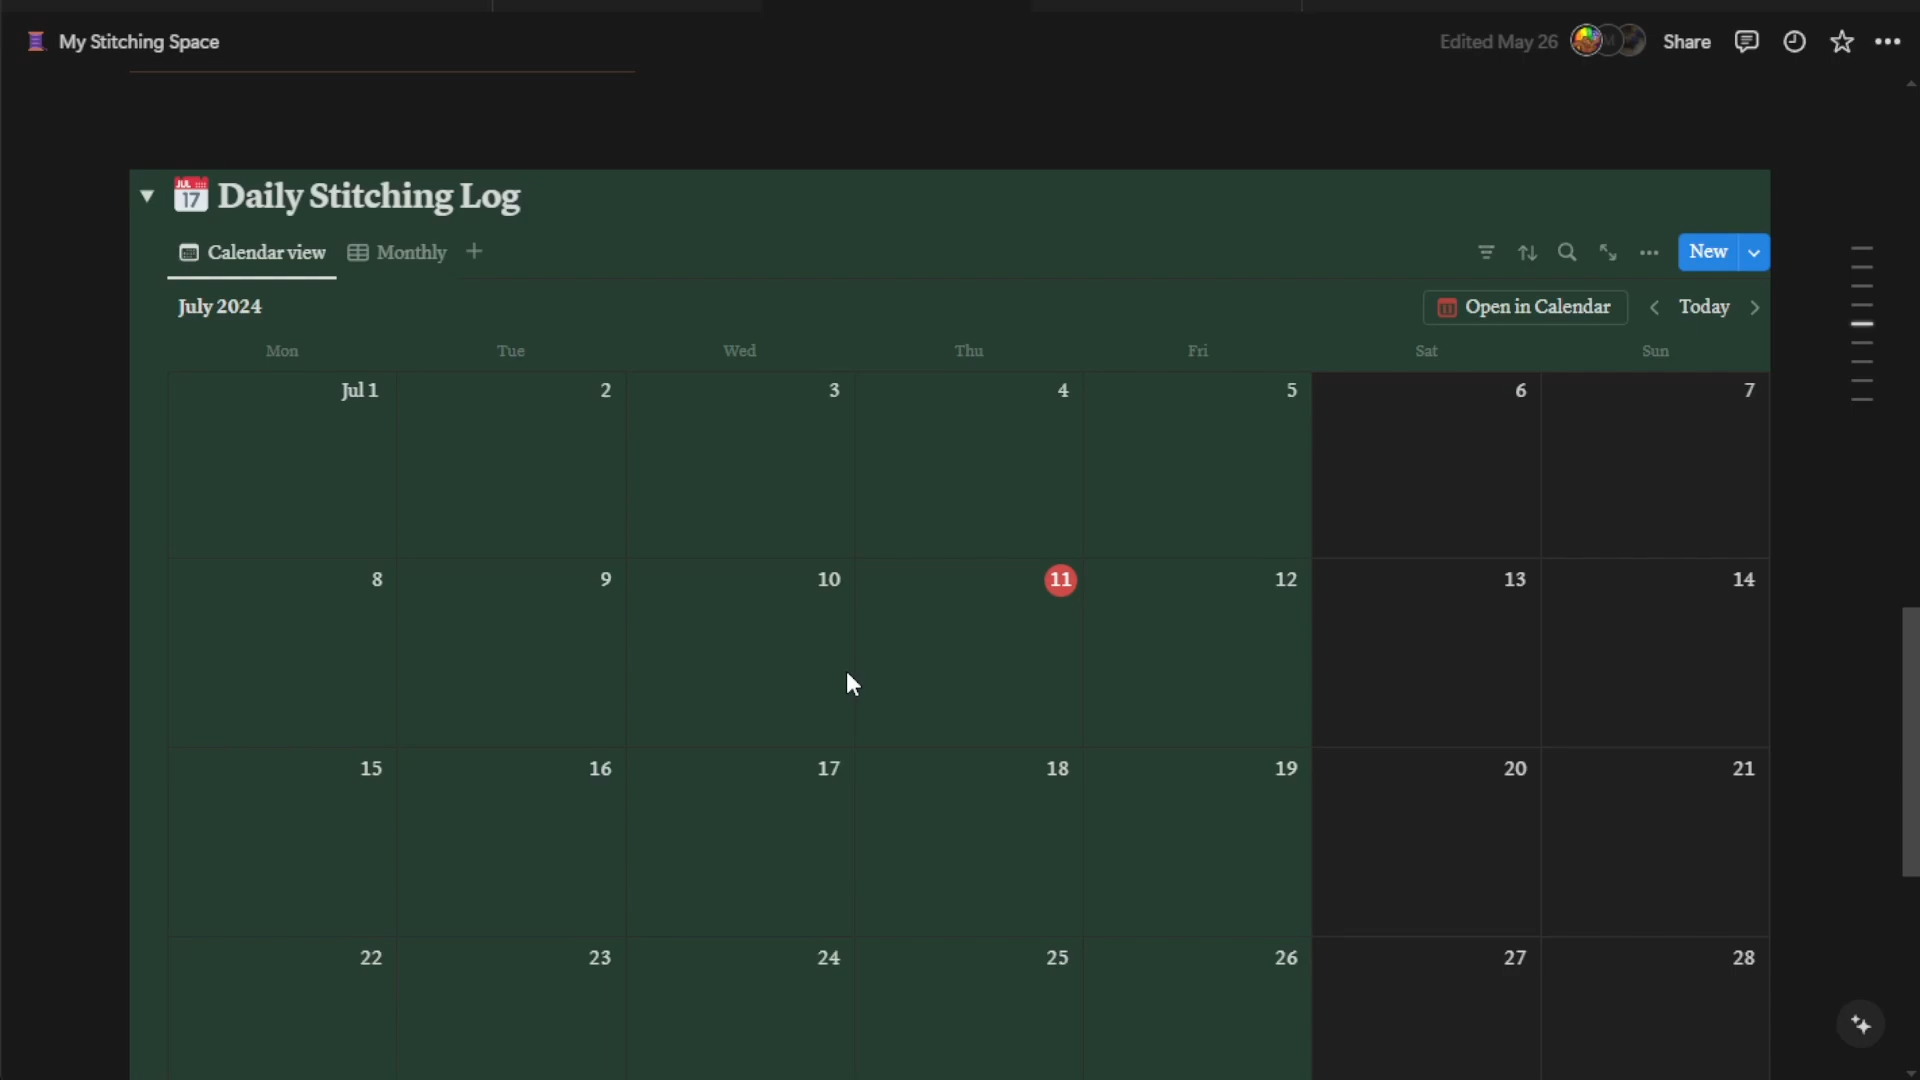 My Stitching Space
Edited May 26
Share
JUL
17
Daily Stitching Log
Calendar view
Monthly
New
July 2024
Open in Calendar
Today
Mon Tue Wed Thu Fri Sat Sun
Jul 1 2 3 4 5 6 7
8 9 10 11 12 13 14
15 16 17 18 19 20 21
22 23 24 25 26 27 28